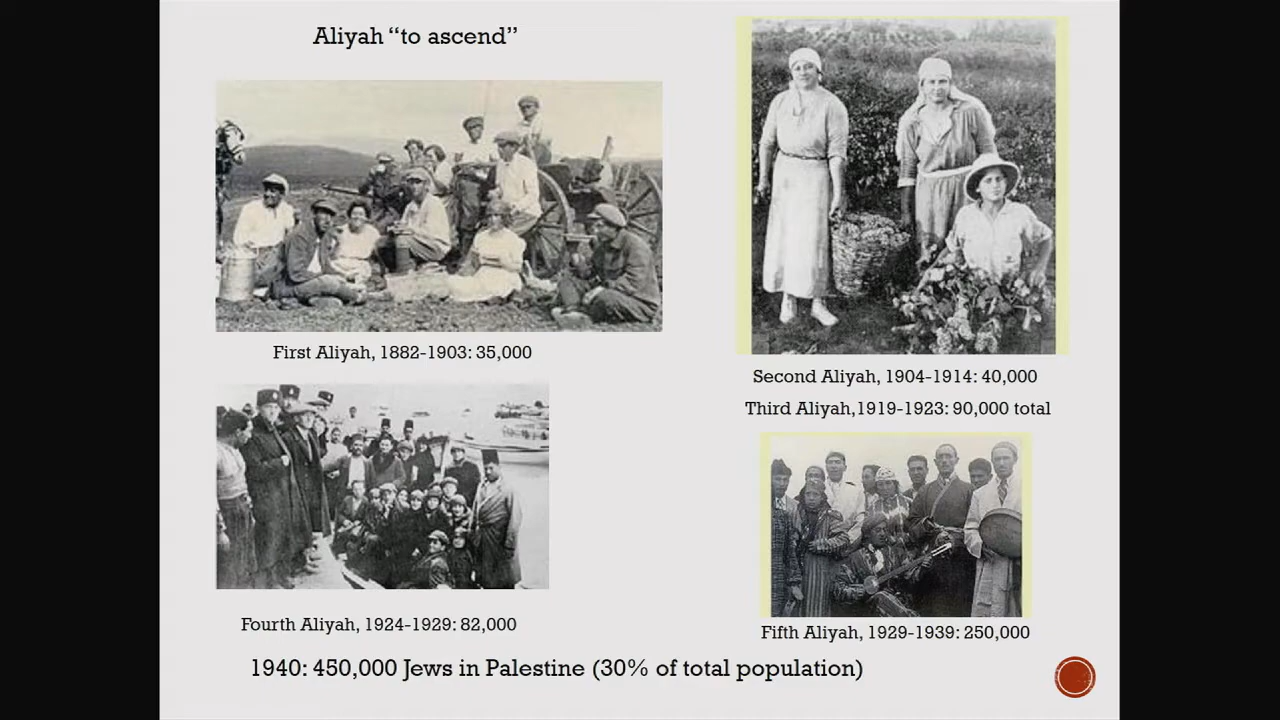 Aliyah “to ascend”
First Aliyah, 1882-1903: 35,000
Second Aliyah, 1904-1914: 40,000
Third Aliyah,1919-1923: 90,000 total
Fourth Aliyah, 1924-1929: 82,000
Fifth Aliyah, 1929-1939: 250,000
1940: 450,000 Jews in Palestine (30% of total population)